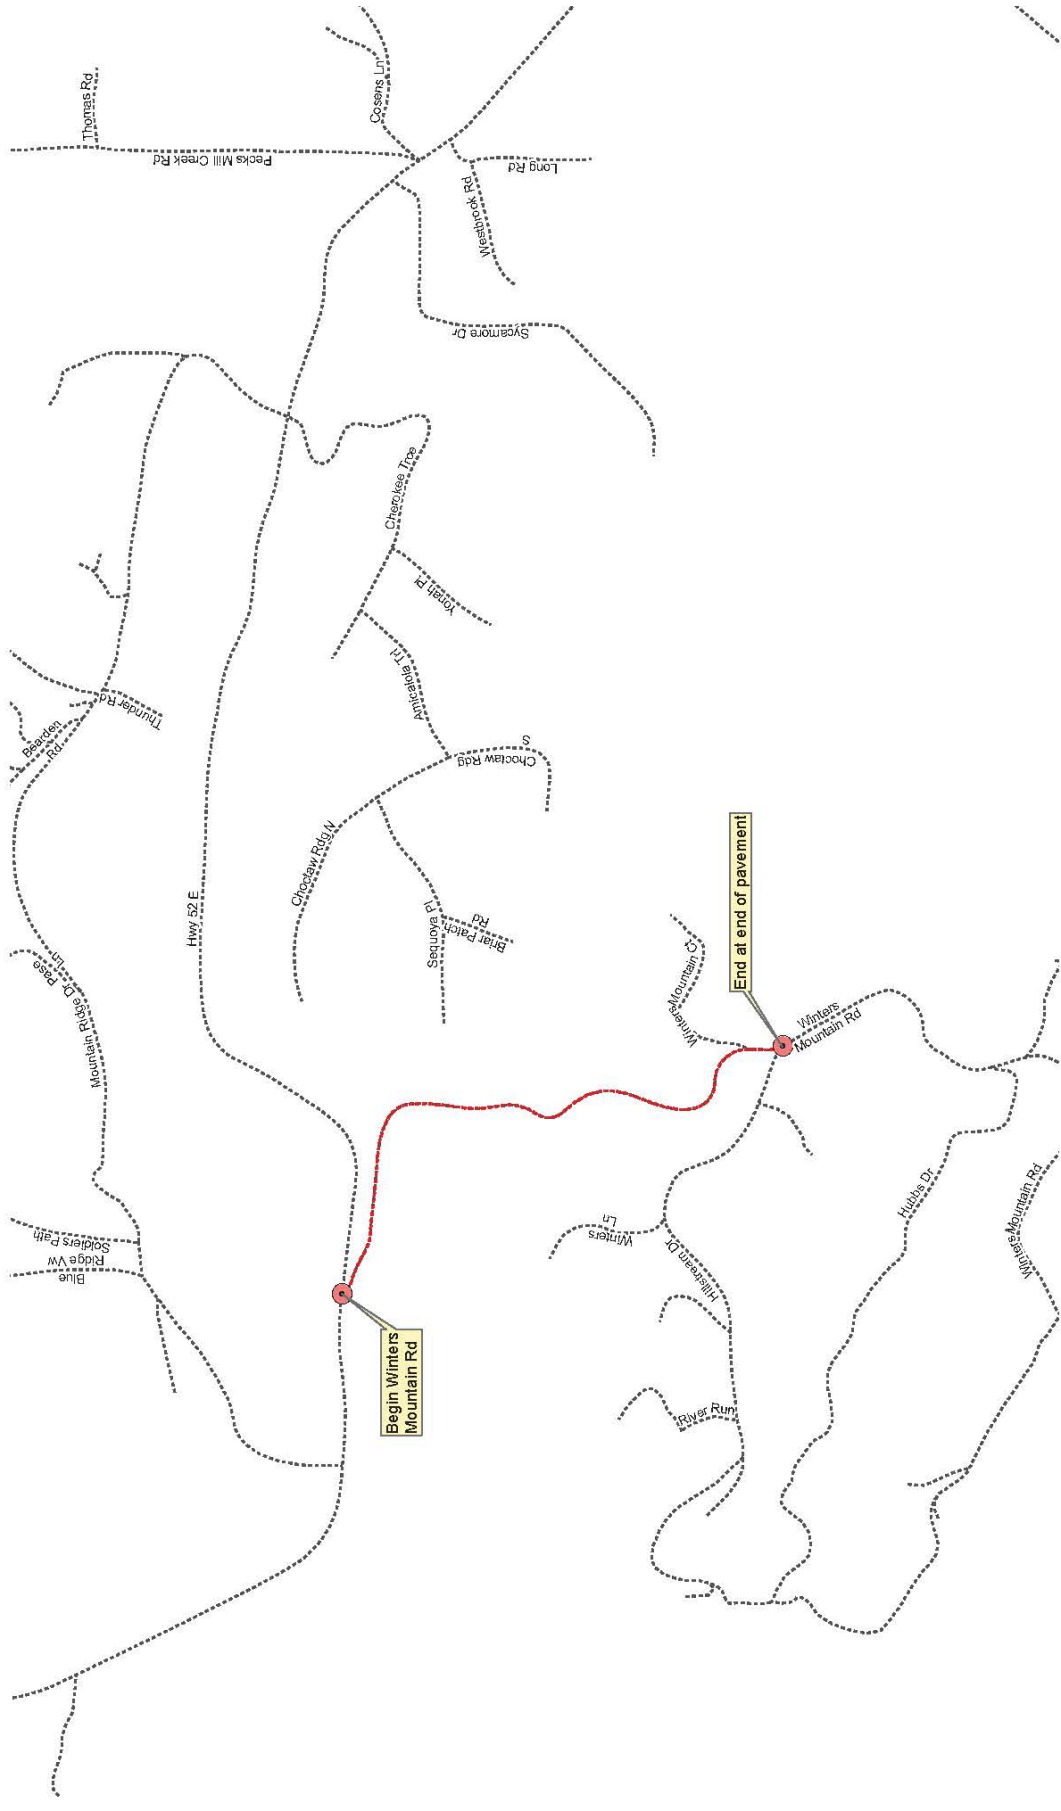 Thomas Rd
Pecks Mill Creek Rd
Cosens Ln
Long Rd
Westbrook Rd
Sycamore Dr
Cherokee Trce
Yonah Pl
Amicalola Trl
Thunder Rd
Bearden
Rd
Choctaw Rdg
S
Choctaw Rdg N
Hwy 52 E
Sequoya Pl
Briar Patch
Rd
Pase
Ln
Mountain Ridge Dr
End at end of pavement
Winters Mountain Ct
Winters
Mountain Rd
Soldiers Path
Blue
Ridge Vw
Begin Winters
Mountain Rd
Winters
Ln
Hillstream Dr
River Run
Hubbs Dr
Winters Mountain Rd